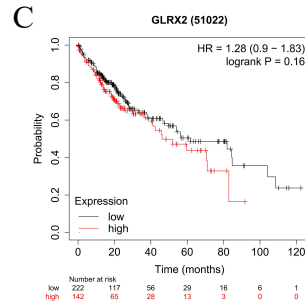 C
GLRX2 (51022)
HR = 1.28 (0.9 − 1.83)
logrank P = 0.16
Probability
1.0
0.8
0.6
0.4
0.2
0.0
Expression
low
high
0 20 40 60 80 100 120
Time (months)
Number at risk
low 222 117 56 29 16 6 1
high 142 65 28 13 3 0 0